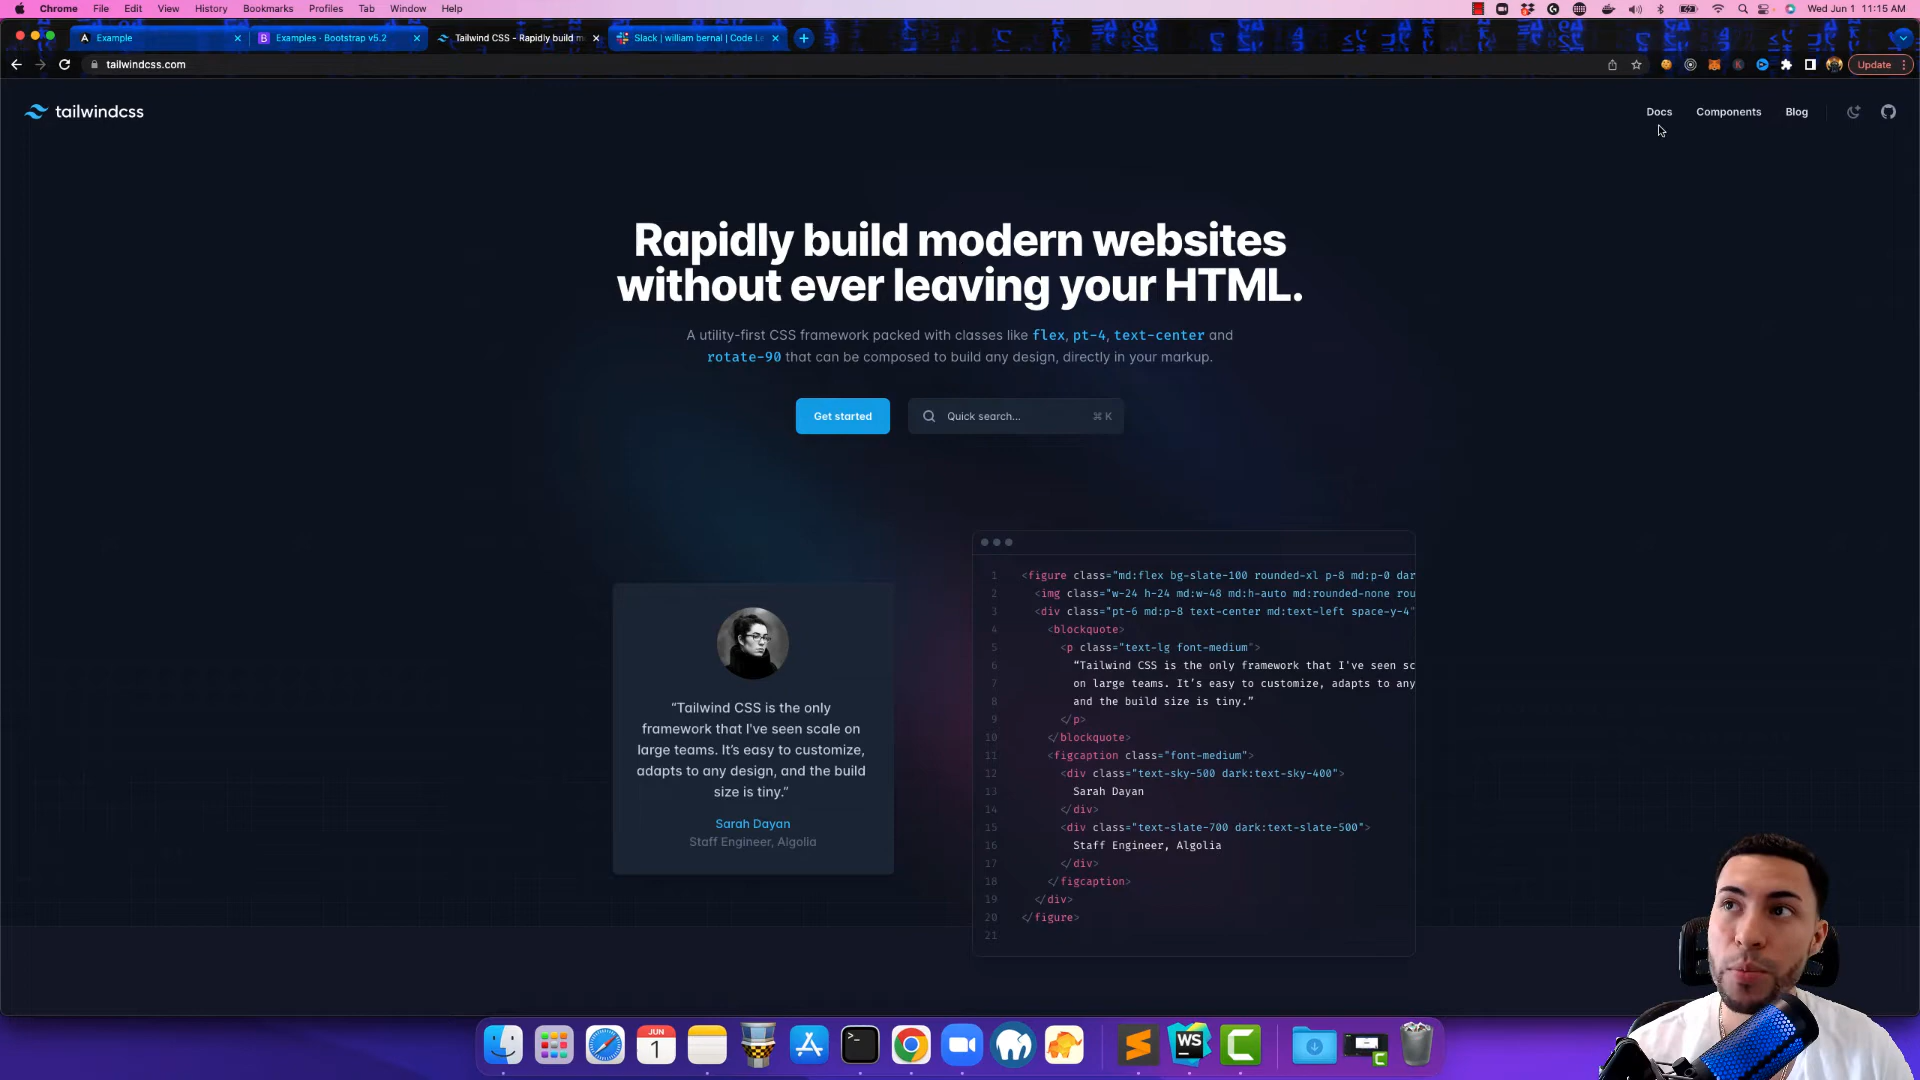 Chrome File Edit View History Bookmarks Profiles Tab Window Help
Wed Jun 1 11:15 AM
Example
Examples · Bootstrap v5.2
Tailwind CSS - Rapidly build m
Slack | william bernal | Code Le
tailwindcss.com
Update
tailwindcss
Docs Components Blog
Rapidly build modern websites
without ever leaving your HTML.
A utility-first CSS framework packed with classes like flex, pt-4, text-center and
rotate-90 that can be composed to build any design, directly in your markup.
Get started
Quick search... ⌘ K
“Tailwind CSS is the only
framework that I've seen scale on
large teams. It’s easy to customize,
adapts to any design, and the build
size is tiny.”
Sarah Dayan
Staff Engineer, Algolia
1 <figure class="md:flex bg-slate-100 rounded-xl p-8 md:p-0 dar
2 <img class="w-24 h-24 md:w-48 md:h-auto md:rounded-none rou
3 <div class="pt-6 md:p-8 text-center md:text-left space-y-4"
4 <blockquote>
5 <p class="text-lg font-medium">
6 “Tailwind CSS is the only framework that I've seen sc
7 on large teams. It’s easy to customize, adapts to any
8 and the build size is tiny.”
9 </p>
10 </blockquote>
11 <figcaption class="font-medium">
12 <div class="text-sky-500 dark:text-sky-400">
13 Sarah Dayan
14 </div>
15 <div class="text-slate-700 dark:text-slate-500">
16 Staff Engineer, Algolia
17 </div>
18 </figcaption>
19 </div>
20 </figure>
21
JUN
1
WS